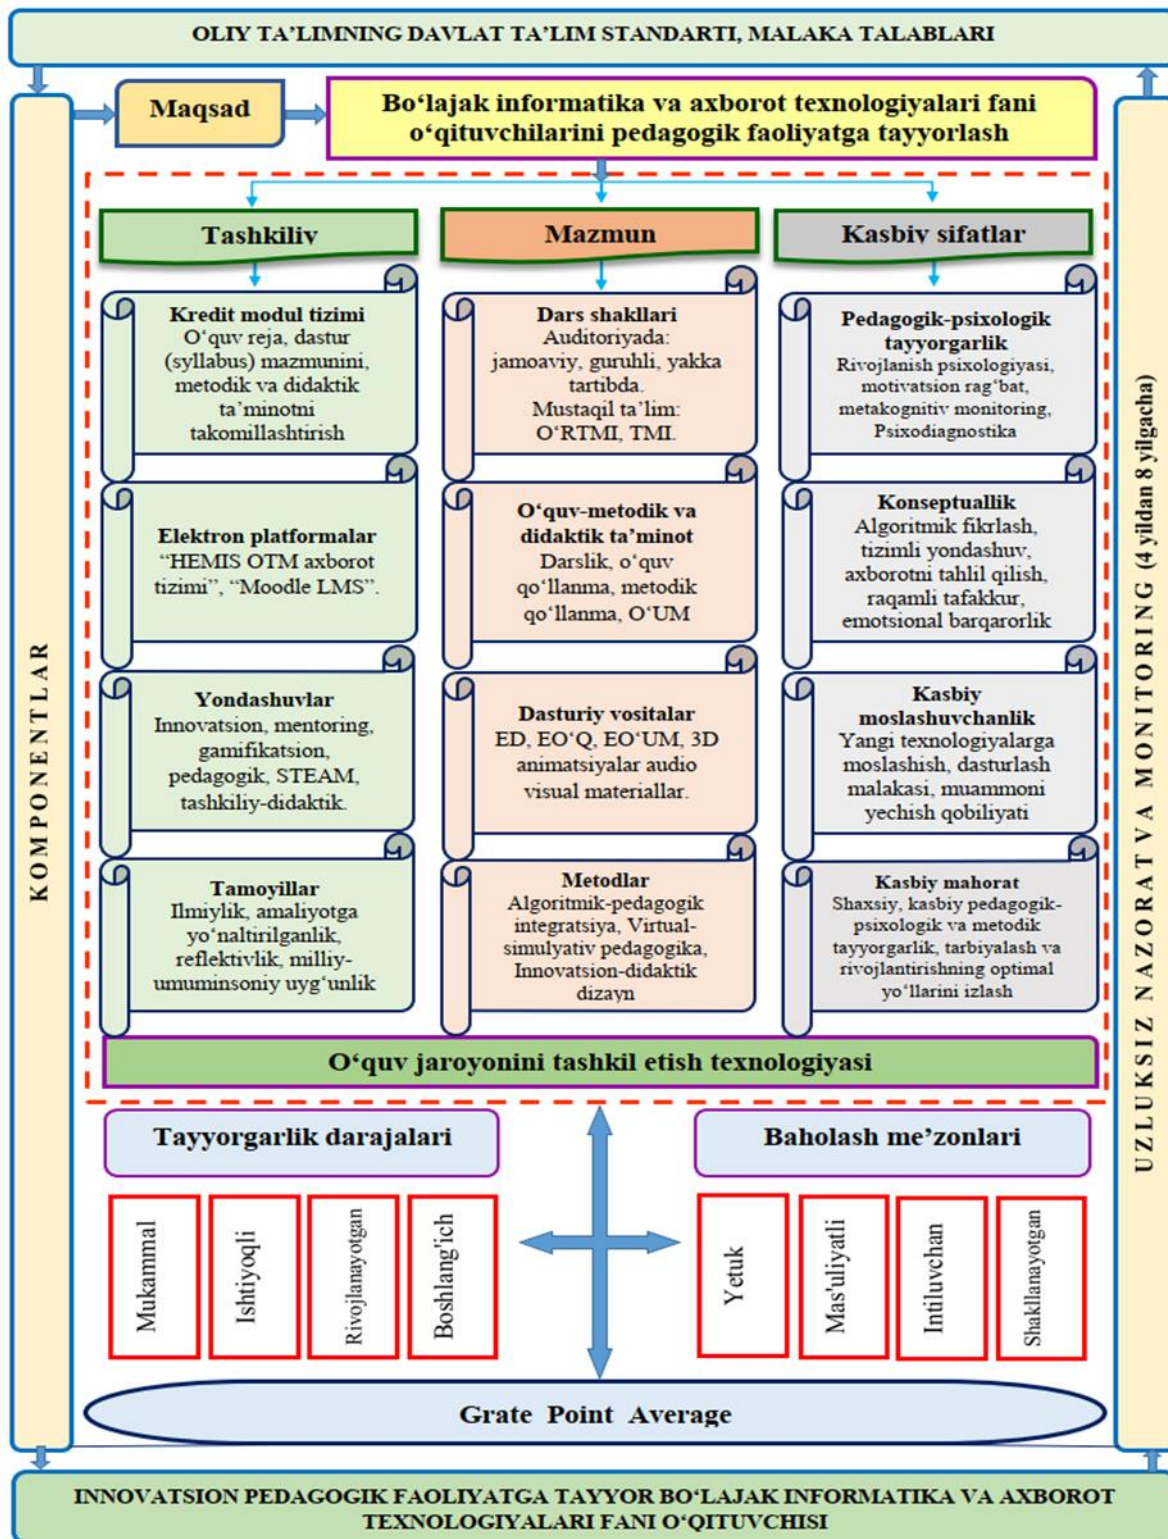 OLIY TA’LIMNING DAVLAT TA’LIM STANDARTI, MALAKA TALABLARI
Maqsad
Bo‘lajak informatika va axborot texnologiyalari fani
o‘qituvchilarini pedagogik faoliyatga tayyorlash
KOMPONENTLAR
Tashkiliy
Kredit modul tizimi
O‘quv reja, dastur
(syllabus) mazmunini,
metodik va didaktik
ta’minotni
takomillashtirish
Elektron platformalar
“HEMIS OTM axborot
tizimi”, “Moodle LMS”.
Yondashuvlar
Innovatsion, mentoring,
gamifikatsion,
pedagogik, STEAM,
tashkiliy-didaktik.
Tamoyillar
Ilmiylik, amaliyotga
yo‘naltirilganlik,
reflektivlik, milliy-
umuminsoniy uyg‘unlik
Mazmun
Dars shakllari
Auditoriyada:
jamoaviy, guruhli, yakka
tartibda.
Mustaqil ta’lim:
O‘RTMI, TMI.
O‘quv-metodik va
didaktik ta’minot
Darslik, o‘quv
qo‘llanma, metodik
qo‘llanma, O‘UM
Dasturiy vositalar
ED, EO‘Q, EO‘UM, 3D
animatsiyalar audio
visual materiallar.
Metodlar
Algoritmik-pedagogik
integratsiya, Virtual-
simulyativ pedagogika,
Innovatsion-didaktik
dizayn
Kasbiy sifatlar
Pedagogik-psixologik
tayyorgarlik
Rivojlanish psixologiyasi,
motivatsion rag‘bat,
metakognitiv monitoring,
Psixodiagnostika
Konseptuallik
Algoritmik fikrlash,
tizimli yondashuv,
axborotni tahlil qilish,
raqamli tafakkur,
emotsional barqarorlik
Kasbiy
moslashuvchanlik
Yangi texnologiyalarga
moslashish, dasturlash
malakasi, muammoni
yechish qobiliyati
Kasbiy mahorat
Shaxsiy, kasbiy pedagogik-
psixologik va metodik
tayyorgarlik, tarbiyalash va
rivojlantirishning optimal
yo‘llarini izlash
UZLUKSIZ NAZORAT VA MONITORING (4 yildan 8 yilgacha)
O‘quv jaroyonini tashkil etish texnologiyasi
Tayyorgarlik darajalari
Mukammal
Ishtiyoqli
Rivojlanayotgan
Boshlang'ich
Baholash me’zonlari
Yetuk
Mas'uliyatli
Intiluvchan
Shakllanayotgan
Grate Point Average
INNOVATSION PEDAGOGIK FAOLIYATGA TAYYOR BO‘LAJAK INFORMATIKA VA AXBOROT
TEXNOLOGIYALARI FANI O‘QITUVCHISI